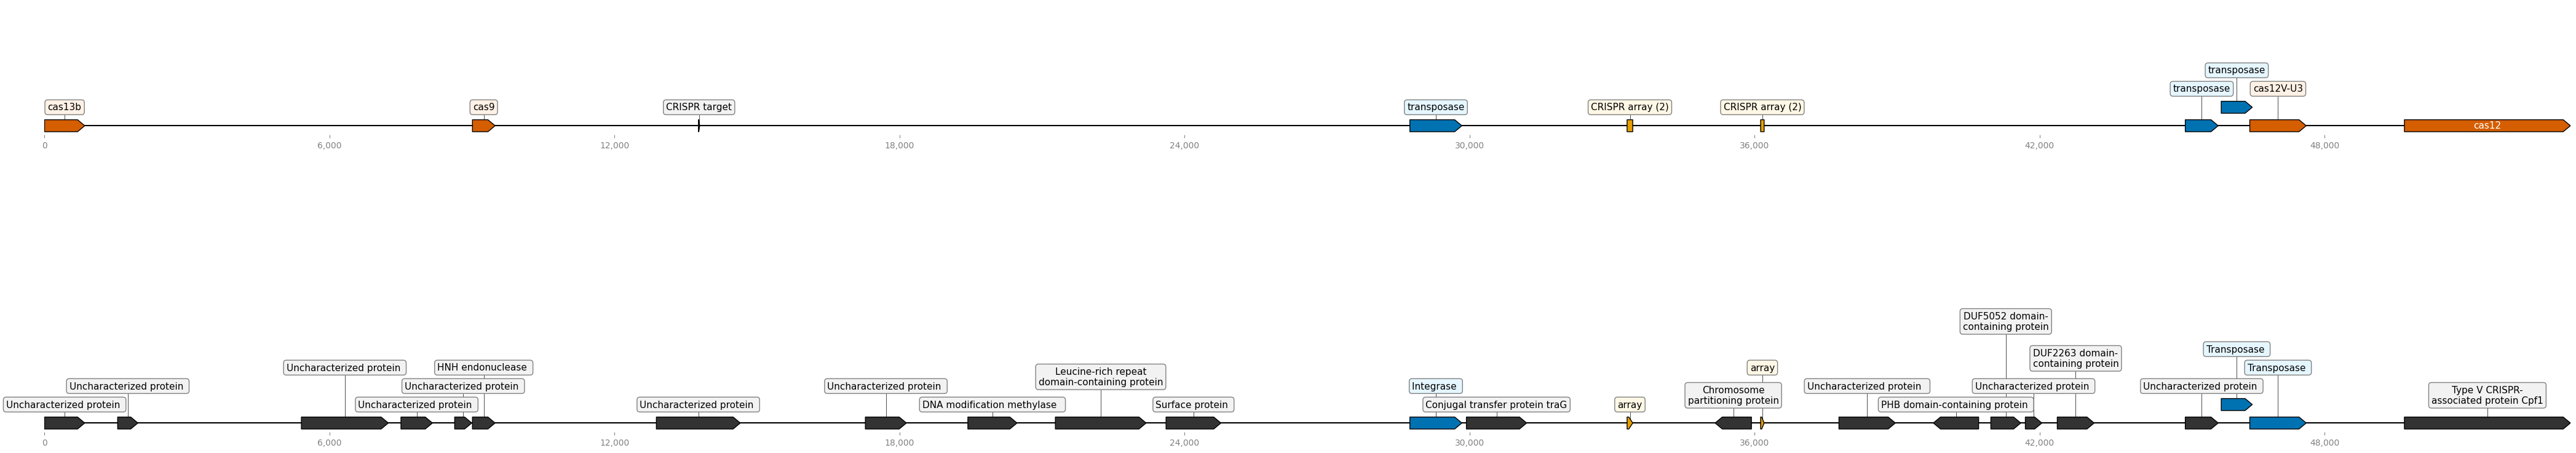 transposase
transposase
cas12V-U3
cas13b
cas9
CRISPR target
transposase
CRISPR array (2)
CRISPR array (2)
cas12
0
6,000
12,000
18,000
24,000
30,000
36,000
42,000
48,000
DUF5052 domain-
containing protein
Transposase
DUF2263 domain-
containing protein
Uncharacterized protein
HNH endonuclease
Leucine-rich repeat
domain-containing protein
array
Transposase
Uncharacterized protein
Uncharacterized protein
Uncharacterized protein
Integrase
Chromosome
partitioning protein
Uncharacterized protein
Uncharacterized protein
Uncharacterized protein
Type V CRISPR-
associated protein Cpf1
Uncharacterized protein
Uncharacterized protein
Uncharacterized protein
DNA modification methylase
Surface protein
Conjugal transfer protein traG
array
PHB domain-containing protein
0
6,000
12,000
18,000
24,000
30,000
36,000
42,000
48,000